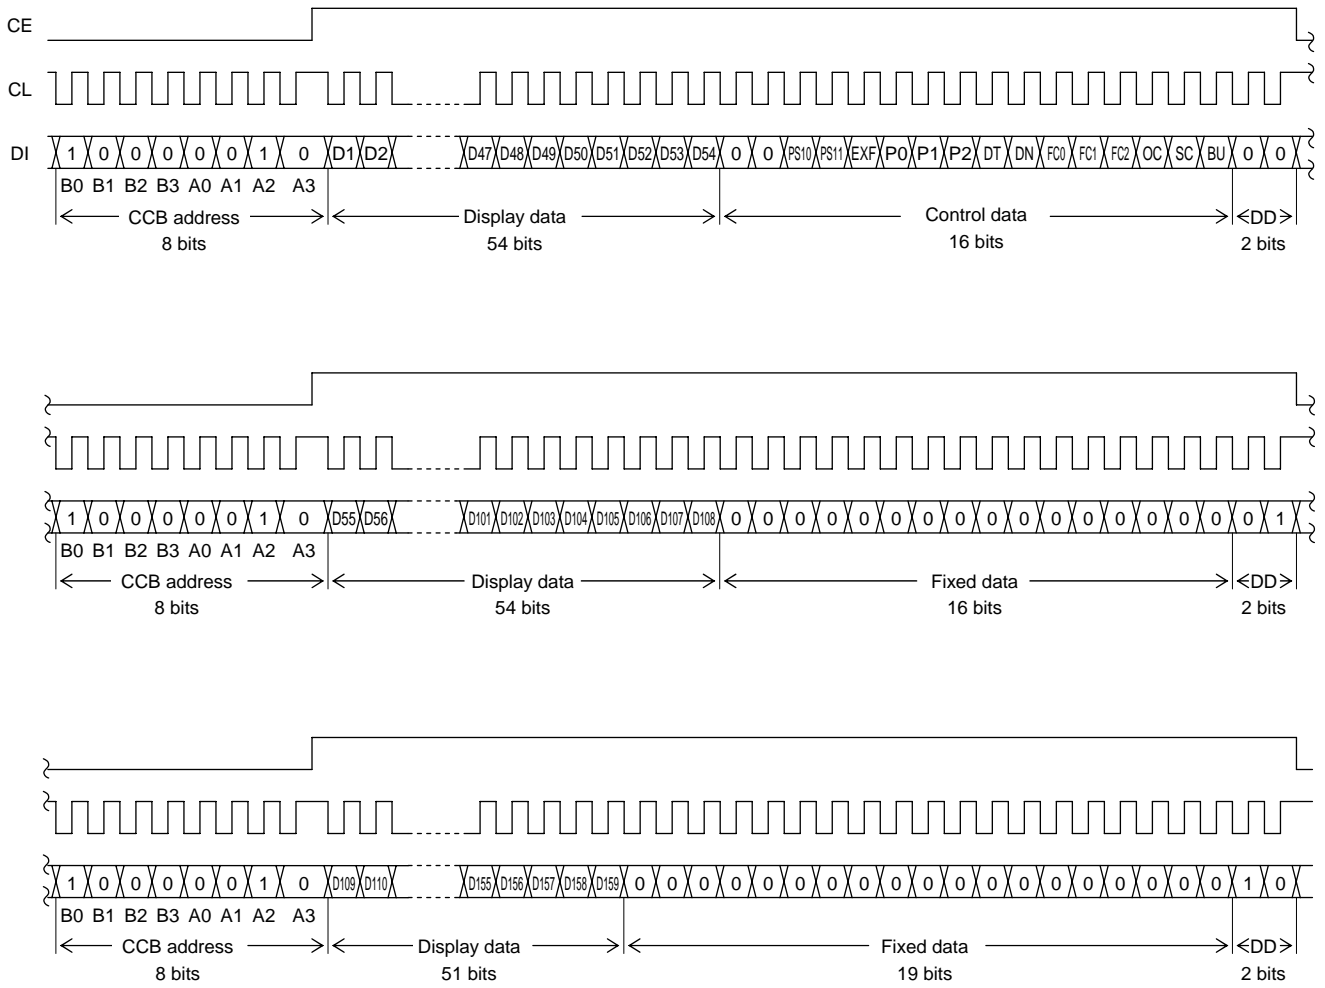 CE
CL
DI 1 0 0 0 0 0 1 0 D1 D2 D47 D48 D49 D50 D51 D52 D53 D54 0 0 PS10 PS11 EXF P0 P1 P2 DT DN FC0 FC1 FC2 OC SC BU 0 0
B0 B1 B2 B3 A0 A1 A2 A3
CCB address Display data Control data DD
8 bits 54 bits 16 bits 2 bits
1 0 0 0 0 0 1 0 D55 D56 D101 D102 D103 D104 D105 D106 D107 D108 0 0 0 0 0 0 0 0 0 0 0 0 0 0 0 0 0 1
B0 B1 B2 B3 A0 A1 A2 A3
CCB address Display data Fixed data DD
8 bits 54 bits 16 bits 2 bits
1 0 0 0 0 0 1 0 D109 D110 D155 D156 D157 D158 D159 0 0 0 0 0 0 0 0 0 0 0 0 0 0 0 0 0 0 0 1 0
B0 B1 B2 B3 A0 A1 A2 A3
CCB address Display data Fixed data DD
8 bits 51 bits 19 bits 2 bits